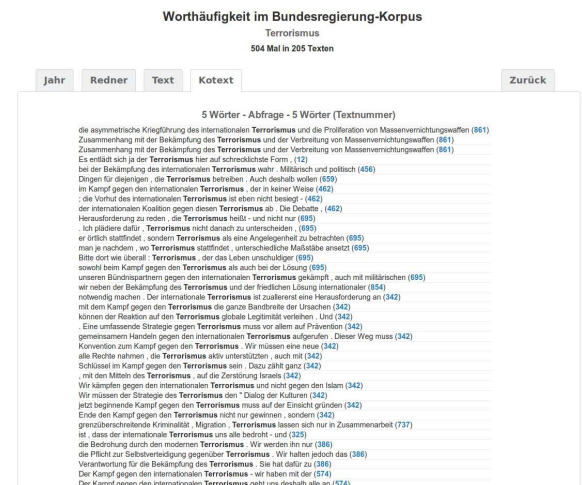 Worthäufigkeit im Bundesregierung-Korpus
Terrorismus
504 Mal in 205 Texten
Jahr Redner Text Kotext Zurück
5 Wörter - Abfrage - 5 Wörter (Textnummer)
die asymmetrische Kriegführung des internationalen Terrorismus und die Proliferation von Massenvernichtungswaffen (861)
Zusammenhang mit der Bekämpfung des Terrorismus und der Verbreitung von Massenvernichtungswaffen (861)
Zusammenhang mit der Bekämpfung des Terrorismus und der Verbreitung von Massenvernichtungswaffen (861)
Es entlädt sich ja der Terrorismus hier auf schrecklichste Form , (12)
bei der Bekämpfung des internationalen Terrorismus wahr . Militärisch und politisch (456)
Dingen für diejenigen , die Terrorismus betreiben . Auch deshalb wollen (659)
im Kampf gegen den internationalen Terrorismus , der in keiner Weise (462)
; die Vorhut des internationalen Terrorismus ist eben nicht besiegt - (462)
der internationalen Koalition gegen diesen Terrorismus ab . Die Debatte , (462)
Herausforderung zu reden , die Terrorismus heißt - und nicht nur (695)
. Ich plädiere dafür , Terrorismus nicht danach zu unterscheiden , (695)
er örtlich stattfindet , sondern Terrorismus als eine Angelegenheit zu betrachten (695)
man je nachdem , wo Terrorismus stattfindet , unterschiedliche Maßstäbe ansetzt (695)
Bitte dort wie überall : Terrorismus , der das Leben unschuldiger (695)
sowohl beim Kampf gegen den Terrorismus als auch bei der Lösung (695)
unseren Bündnispartnern gegen den internationalen Terrorismus gekämpft , auch mit militärischen (695)
wir neben der Bekämpfung des Terrorismus und der friedlichen Lösung internationaler (854)
notwendig machen . Der internationale Terrorismus ist zuallererst eine Herausforderung an (342)
mit dem Kampf gegen den Terrorismus die ganze Bandbreite der Ursachen (342)
können der Reaktion auf den Terrorismus globale Legitimität verleihen . Und (342)
. Eine umfassende Strategie gegen Terrorismus muss vor allem auf Prävention (342)
gemeinsamem Handeln gegen den internationalen Terrorismus aufgerufen . Dieser Weg muss (342)
Konvention zum Kampf gegen den Terrorismus . Wir müssen eine neue (342)
alle Rechte nahmen , die Terrorismus aktiv unterstützten , auch mit (342)
Schlüssel im Kampf gegen den Terrorismus sein . Dazu zählt ganz (342)
, mit den Mitteln des Terrorismus , auf die Zerstörung Israels (342)
Wir kämpfen gegen den internationalen Terrorismus und nicht gegen den Islam (342)
Wir müssen der Strategie des Terrorismus den " Dialog der Kulturen (342)
jetzt beginnende Kampf gegen den Terrorismus muss auf der Einsicht gründen (342)
Ende den Kampf gegen den Terrorismus nicht nur gewinnen , sondern (342)
grenzüberschreitende Kriminalität , Migration , Terrorismus lassen sich nur in Zusammenarbeit (737)
ist , dass der internationale Terrorismus uns alle bedroht - und (325)
die Bedrohung durch den modernen Terrorismus . Wir werden ihn nur (386)
die Pflicht zur Selbstverteidigung gegenüber Terrorismus . Wir halten jedoch das (386)
Verantwortung für die Bekämpfung des Terrorismus . Sie hat dafür zu (386)
Der Kampf gegen den internationalen Terrorismus - wir haben mit der (574)
Der Kampf gegen den internationalen Terrorismus geht uns deshalb alle an (574)